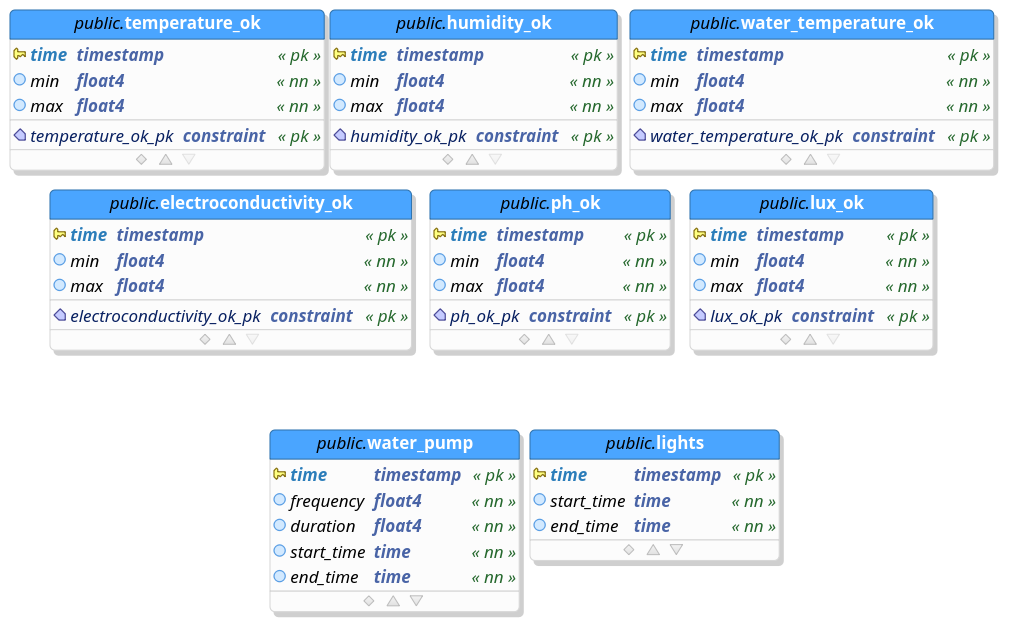 public.temperature_ok
time timestamp « pk »
min float4 « nn »
max float4 « nn »
temperature_ok_pk constraint « pk »
public.humidity_ok
time timestamp « pk »
min float4 « nn »
max float4 « nn »
humidity_ok_pk constraint « pk »
public.water_temperature_ok
time timestamp « pk »
min float4 « nn »
max float4 « nn »
water_temperature_ok_pk constraint « pk »
public.electroconductivity_ok
time timestamp « pk »
min float4 « nn »
max float4 « nn »
electroconductivity_ok_pk constraint « pk »
public.ph_ok
time timestamp « pk »
min float4 « nn »
max float4 « nn »
ph_ok_pk constraint « pk »
public.lux_ok
time timestamp « pk »
min float4 « nn »
max float4 « nn »
lux_ok_pk constraint « pk »
public.water_pump
time timestamp « pk »
frequency float4 « nn »
duration float4 « nn »
start_time time « nn »
end_time time « nn »
public.lights
time timestamp « pk »
start_time time « nn »
end_time time « nn »